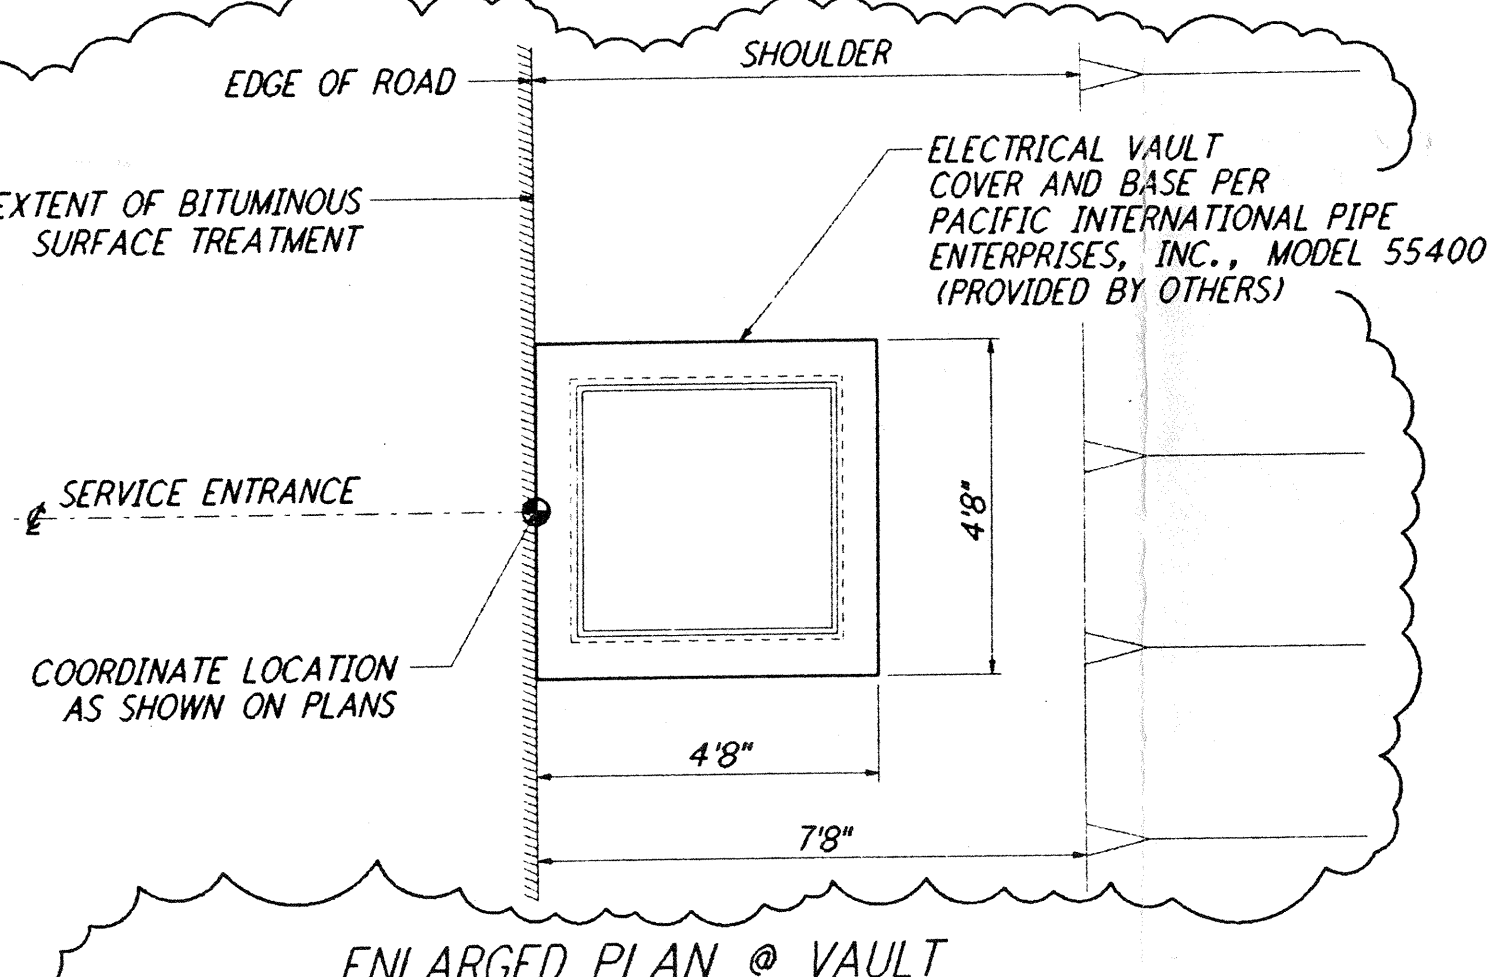 SHOULDER
EDGE OF ROAD
ELECTRICAL VAULT
COVER AND BASE PER
PACIFIC INTERNATIONAL PIPE
ENTERPRISES, INC., MODEL 55400
(PROVIDED BY OTHERS)
EXTENT OF BITUMINOUS
SURFACE TREATMENT
℄ SERVICE ENTRANCE
4'8"
COORDINATE LOCATION
AS SHOWN ON PLANS
4'8"
7'8"
ENLARGED PLAN @ VAULT